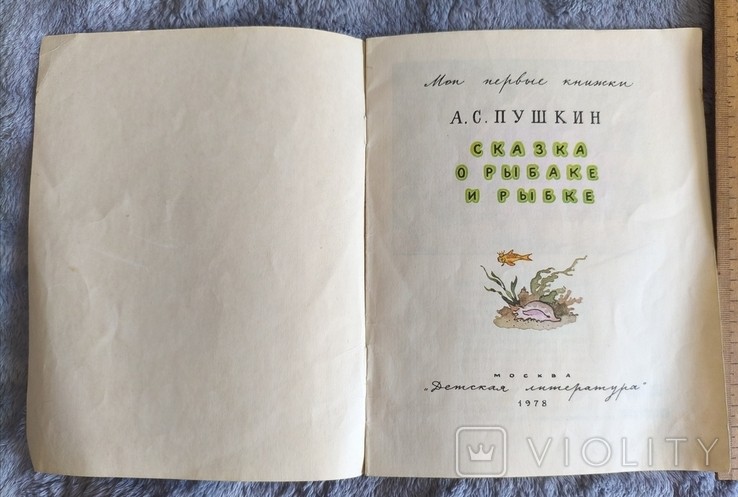 Мои первые книжки
А.С. ПУШКИН
СКАЗКА
О РЫБАКЕ
И РЫБКЕ
МОСКВА
„Детская литература"
1978
VIOLITY